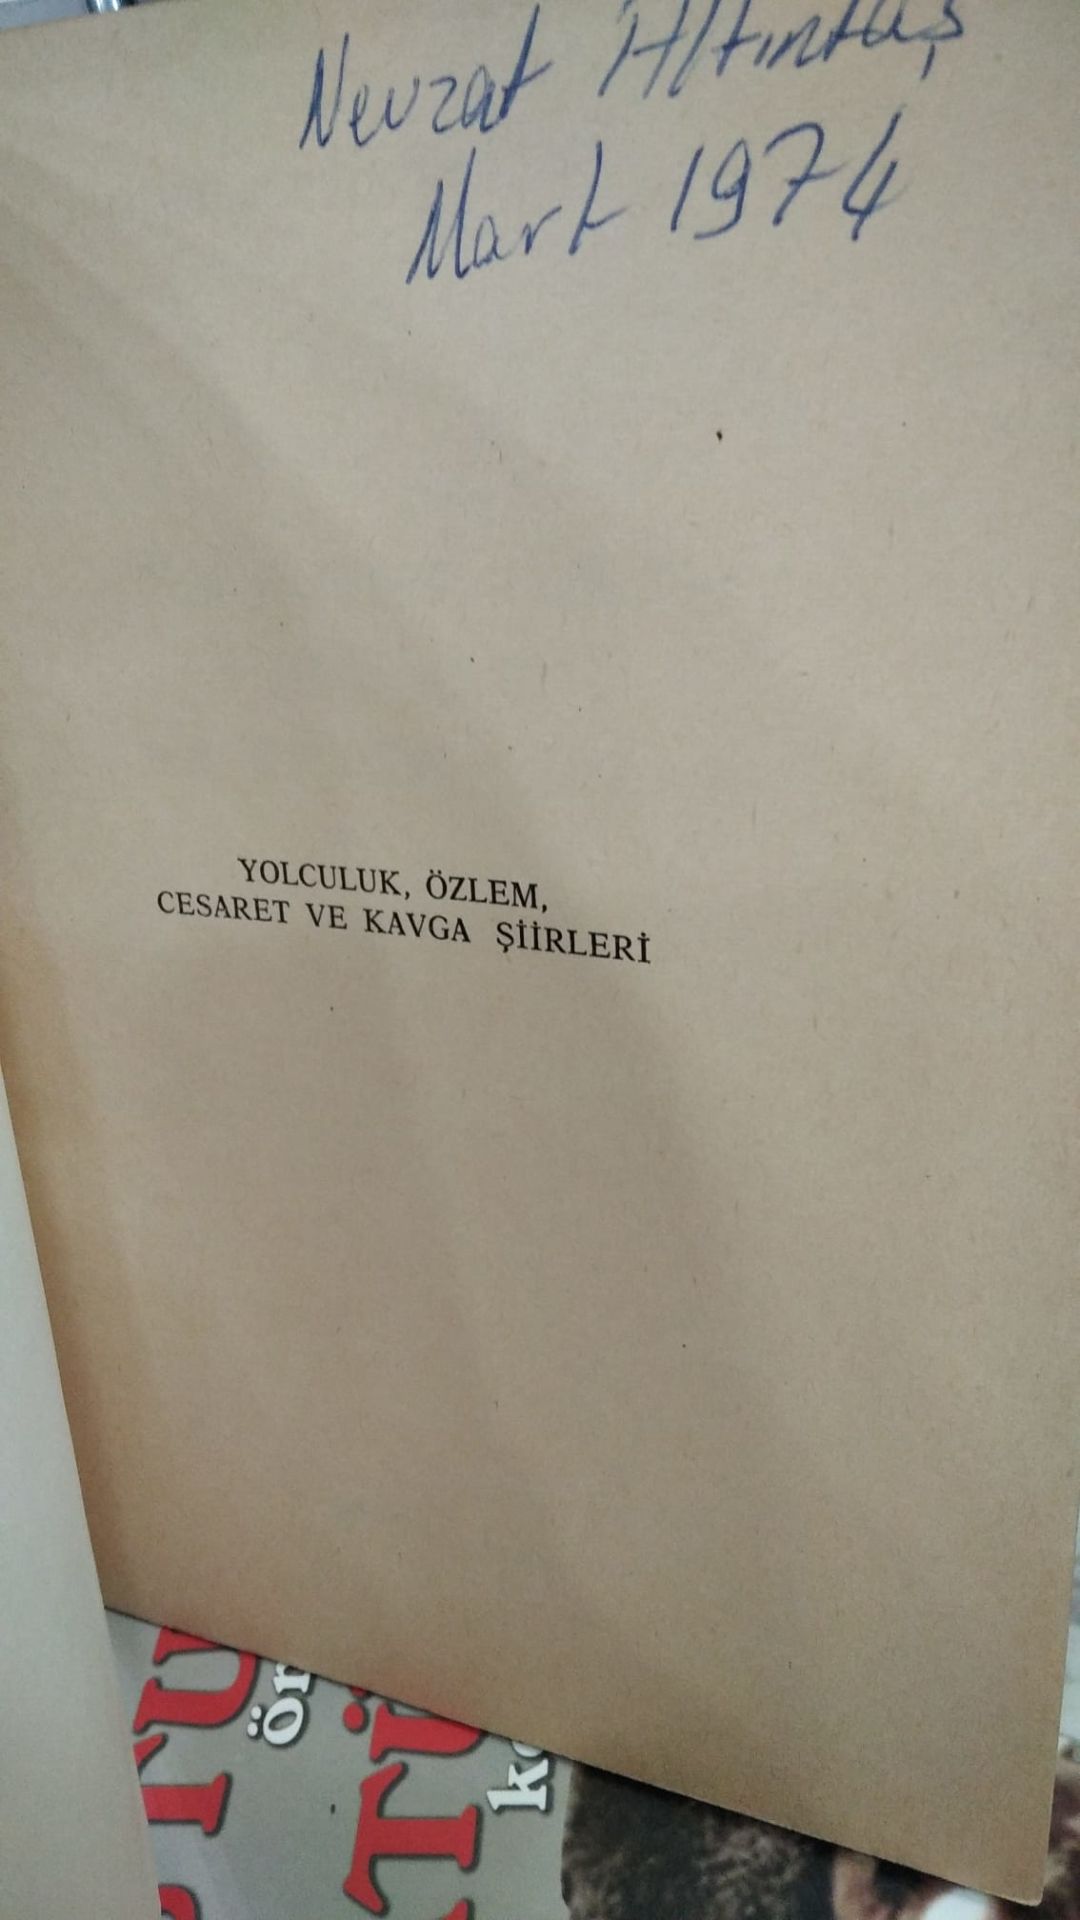 Nevzat Altıntaş
Mart 1974
YOLCULUK, ÖZLEM,
CESARET VE KAVGA ŞİİRLERİ